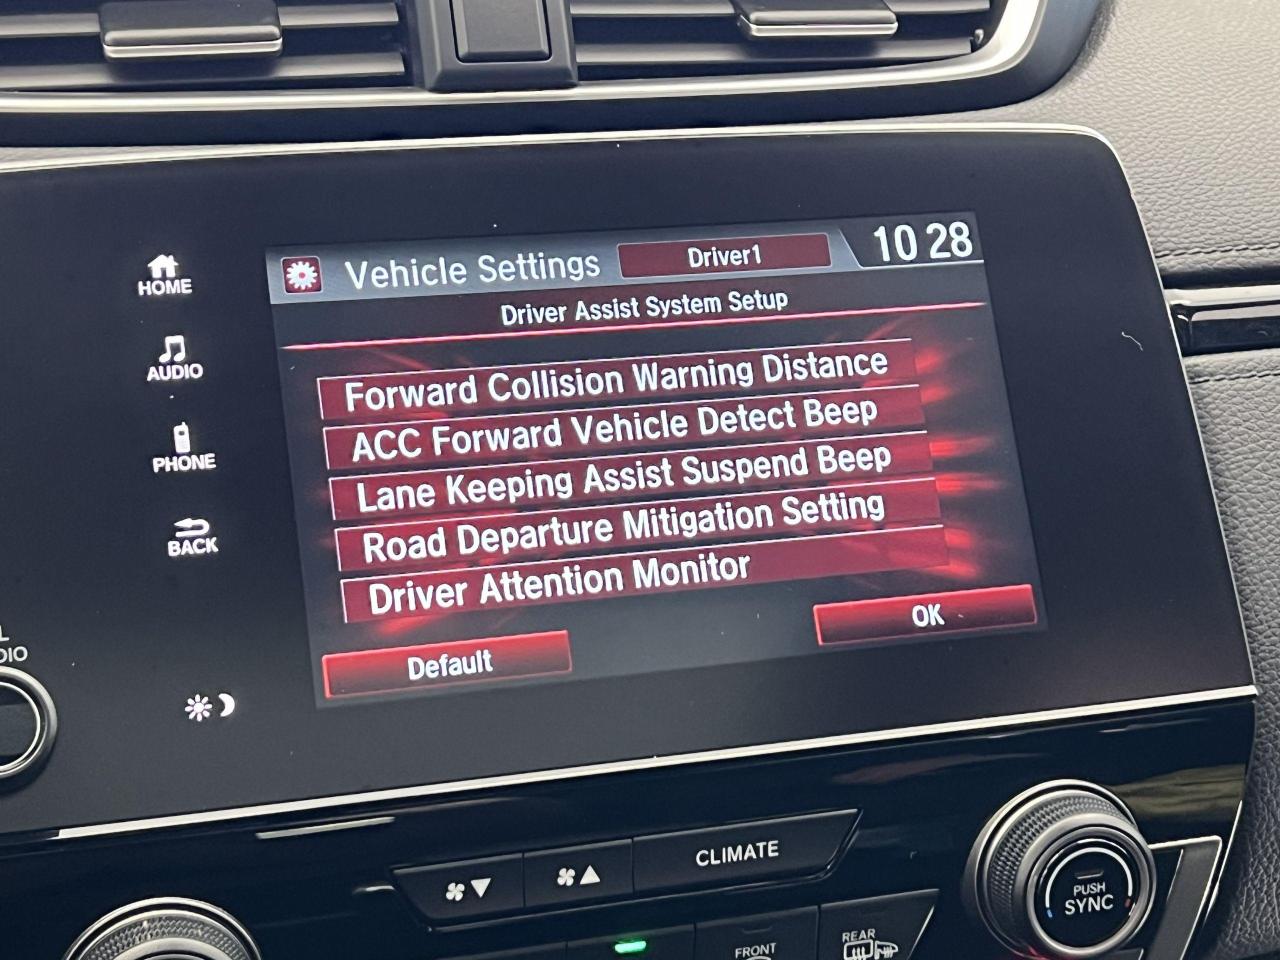 Vehicle Settings
Driver1
10 28
Driver Assist System Setup
HOME
AUDIO
PHONE
BACK
Forward Collision Warning Distance
ACC Forward Vehicle Detect Beep
Lane Keeping Assist Suspend Beep
Road Departure Mitigation Setting
Driver Attention Monitor
Default
OK
CLIMATE
PUSH
SYNC
FRONT
REAR